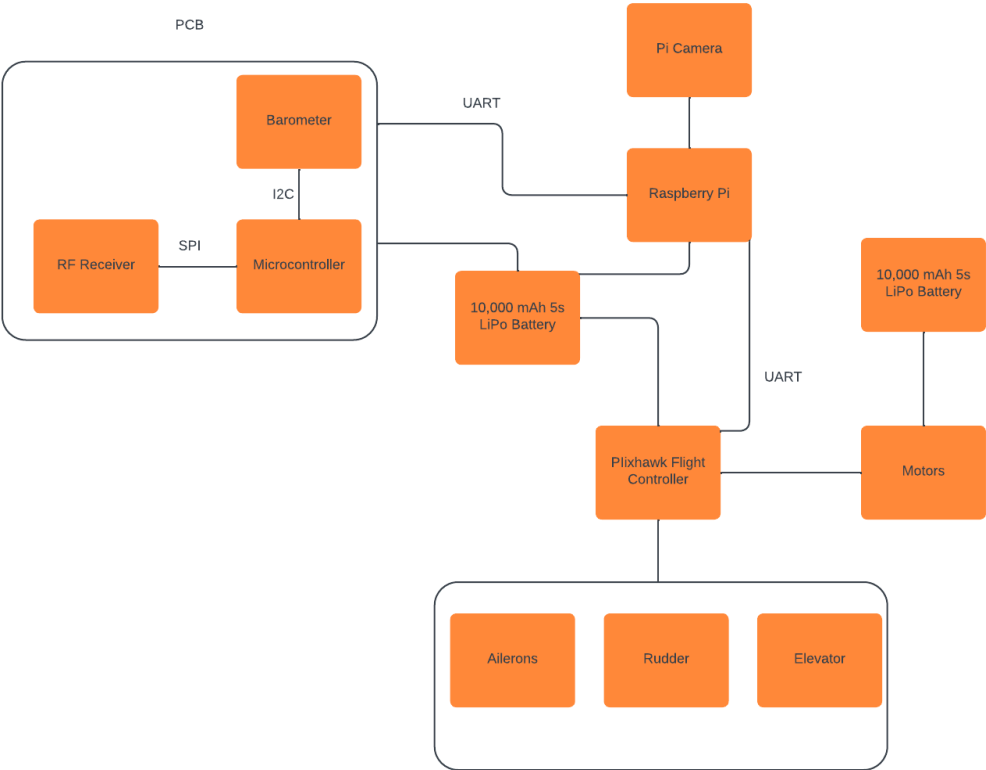 PCB
Pi Camera
Barometer
UART
I2C
Raspberry Pi
SPI
RF Receiver
Microcontroller
10,000 mAh 5s
LiPo Battery
10,000 mAh 5s
LiPo Battery
UART
PIixhawk Flight
Controller
Motors
Ailerons
Rudder
Elevator